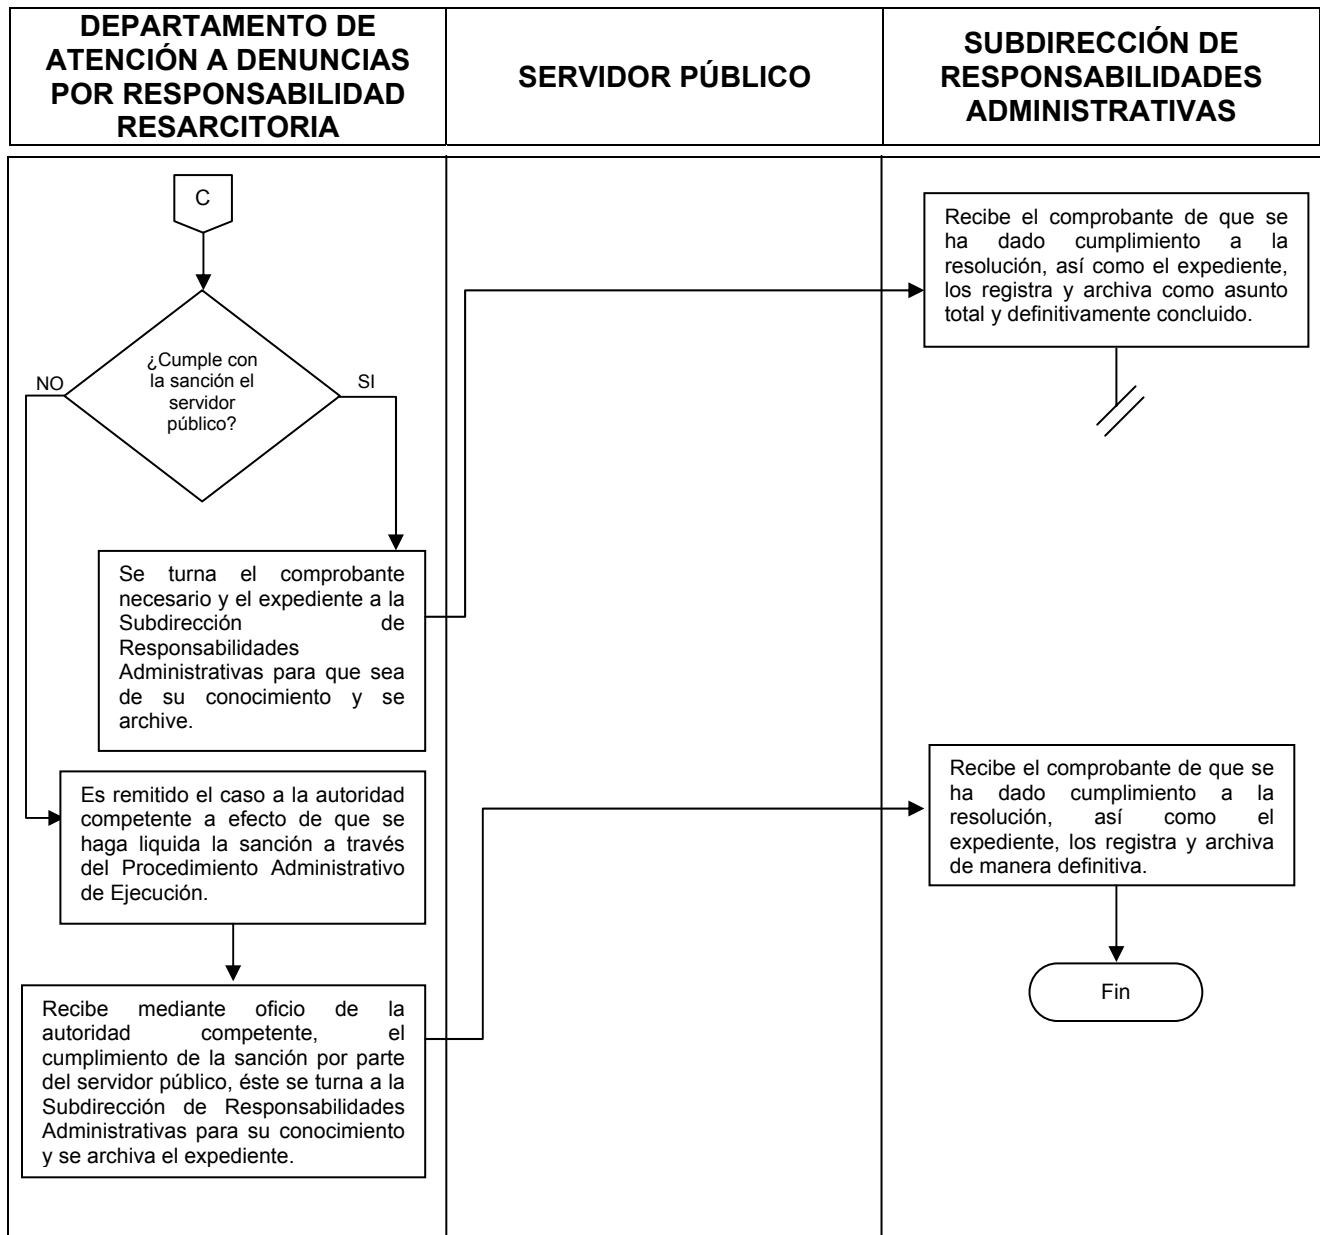 DEPARTAMENTO DE
ATENCIÓN A DENUNCIAS
POR RESPONSABILIDAD
RESARCITORIA
SERVIDOR PÚBLICO
SUBDIRECCIÓN DE
RESPONSABILIDADES
ADMINISTRATIVAS
C
¿Cumple con
la sanción el
servidor
público?
NO
SI
Recibe el comprobante de que se
ha dado cumplimiento a la
resolución, así como el expediente,
los registra y archiva como asunto
total y definitivamente concluido.
Se turna el comprobante
necesario y el expediente a la
Subdirección de
Responsabilidades
Administrativas para que sea
de su conocimiento y se
archive.
Es remitido el caso a la autoridad
competente a efecto de que se
haga liquida la sanción a través
del Procedimiento Administrativo
de Ejecución.
Recibe el comprobante de que se
ha dado cumplimiento a la
resolución, así como el
expediente, los registra y archiva
de manera definitiva.
Fin
Recibe mediante oficio de la
autoridad competente, el
cumplimiento de la sanción por parte
del servidor público, éste se turna a la
Subdirección de Responsabilidades
Administrativas para su conocimiento
y se archiva el expediente.